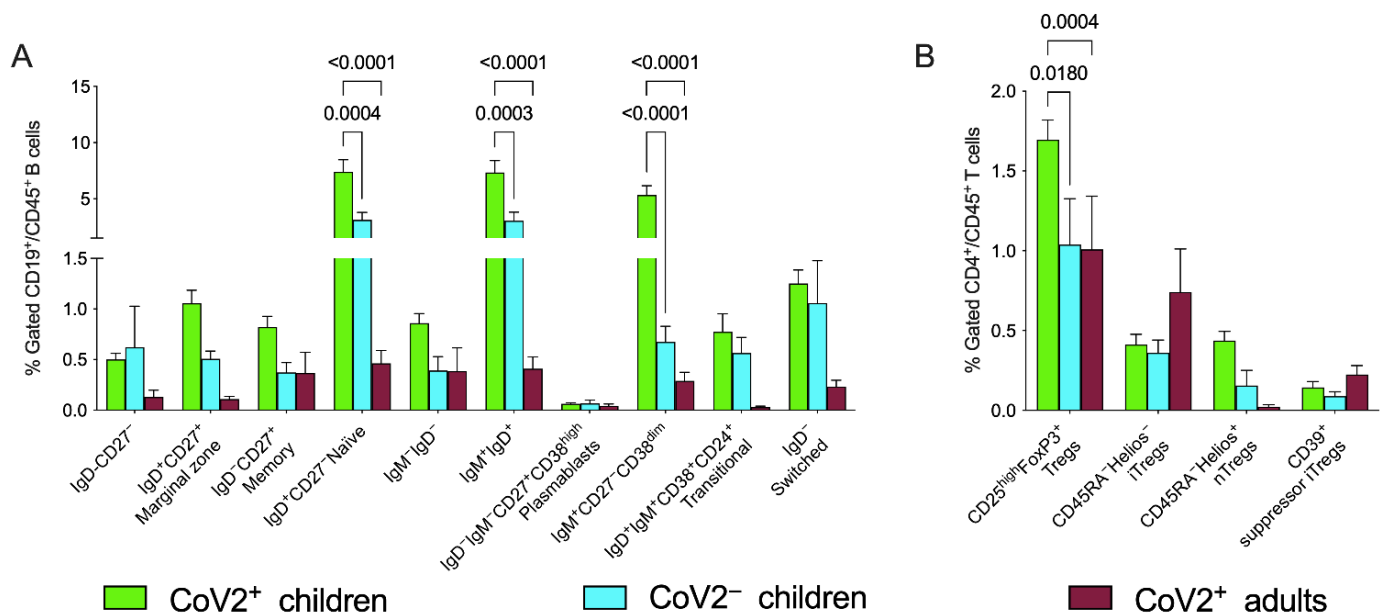 A
B
<0.0001
<0.0001
<0.0001
0.0004
0.0003
<0.0001
0.0004
0.0180
% Gated CD19⁺/CD45⁺ B cells
15
10
5
1.5
1.0
0.5
0.0
% Gated CD4⁺/CD45⁺ T cells
2.0
1.5
1.0
0.5
0.0
IgD-CD27⁻
IgD⁺CD27⁺
Marginal zone
IgD⁻CD27⁺
Memory
IgD⁺CD27⁻Naïve
IgM⁻IgD⁻
IgM⁺IgD⁺
IgD⁻IgM⁻CD27⁺CD38ʰⁱᵍʰ
Plasmablasts
IgM⁺CD27⁻CD38ᵈⁱᵐ
IgD⁺IgM⁺CD38⁺CD24⁺
Transitional
IgD⁻
Switched
CD25ʰⁱᵍʰFoxP3⁺
Tregs
CD45RA⁻Helios⁻
iTregs
CD45RA⁻Helios⁺
nTregs
CD39⁺
suppressor iTregs
CoV2⁺ children
CoV2⁻ children
CoV2⁺ adults